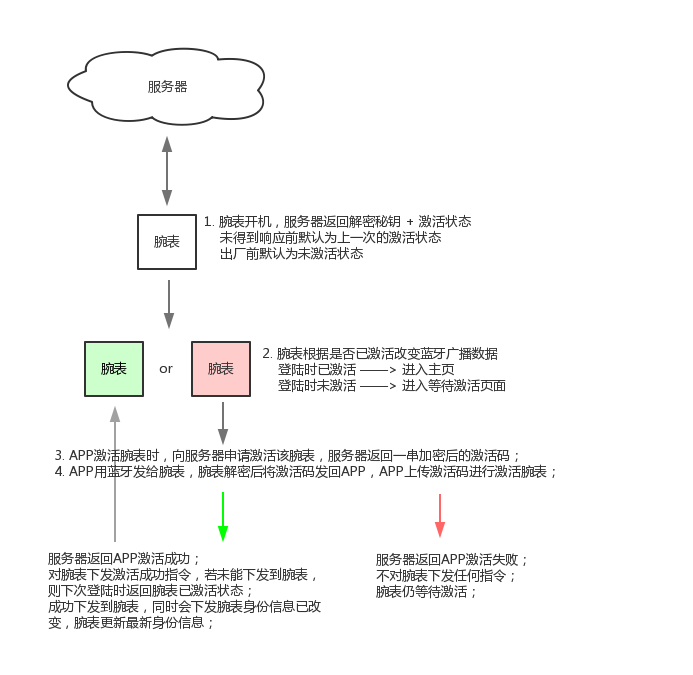 服务器
腕表
1. 腕表开机，服务器返回解密秘钥 + 激活状态
未得到响应前默认为上一次的激活状态
出厂前默认为未激活状态
腕表 or 腕表
2. 腕表根据是否已激活改变蓝牙广播数据
登陆时已激活 ——> 进入主页
登陆时未激活 ——> 进入等待激活页面
3. APP激活腕表时，向服务器申请激活该腕表，服务器返回一串加密后的激活码；
4. APP用蓝牙发给腕表，腕表解密后将激活码发回APP，APP上传激活码进行激活腕表；
服务器返回APP激活成功；
对腕表下发激活成功指令，若未能下发到腕表，
则下次登陆时返回腕表已激活状态；
成功下发到腕表，同时会下发腕表身份信息已改
变，腕表更新最新身份信息；
服务器返回APP激活失败；
不对腕表下发任何指令；
腕表仍等待激活；